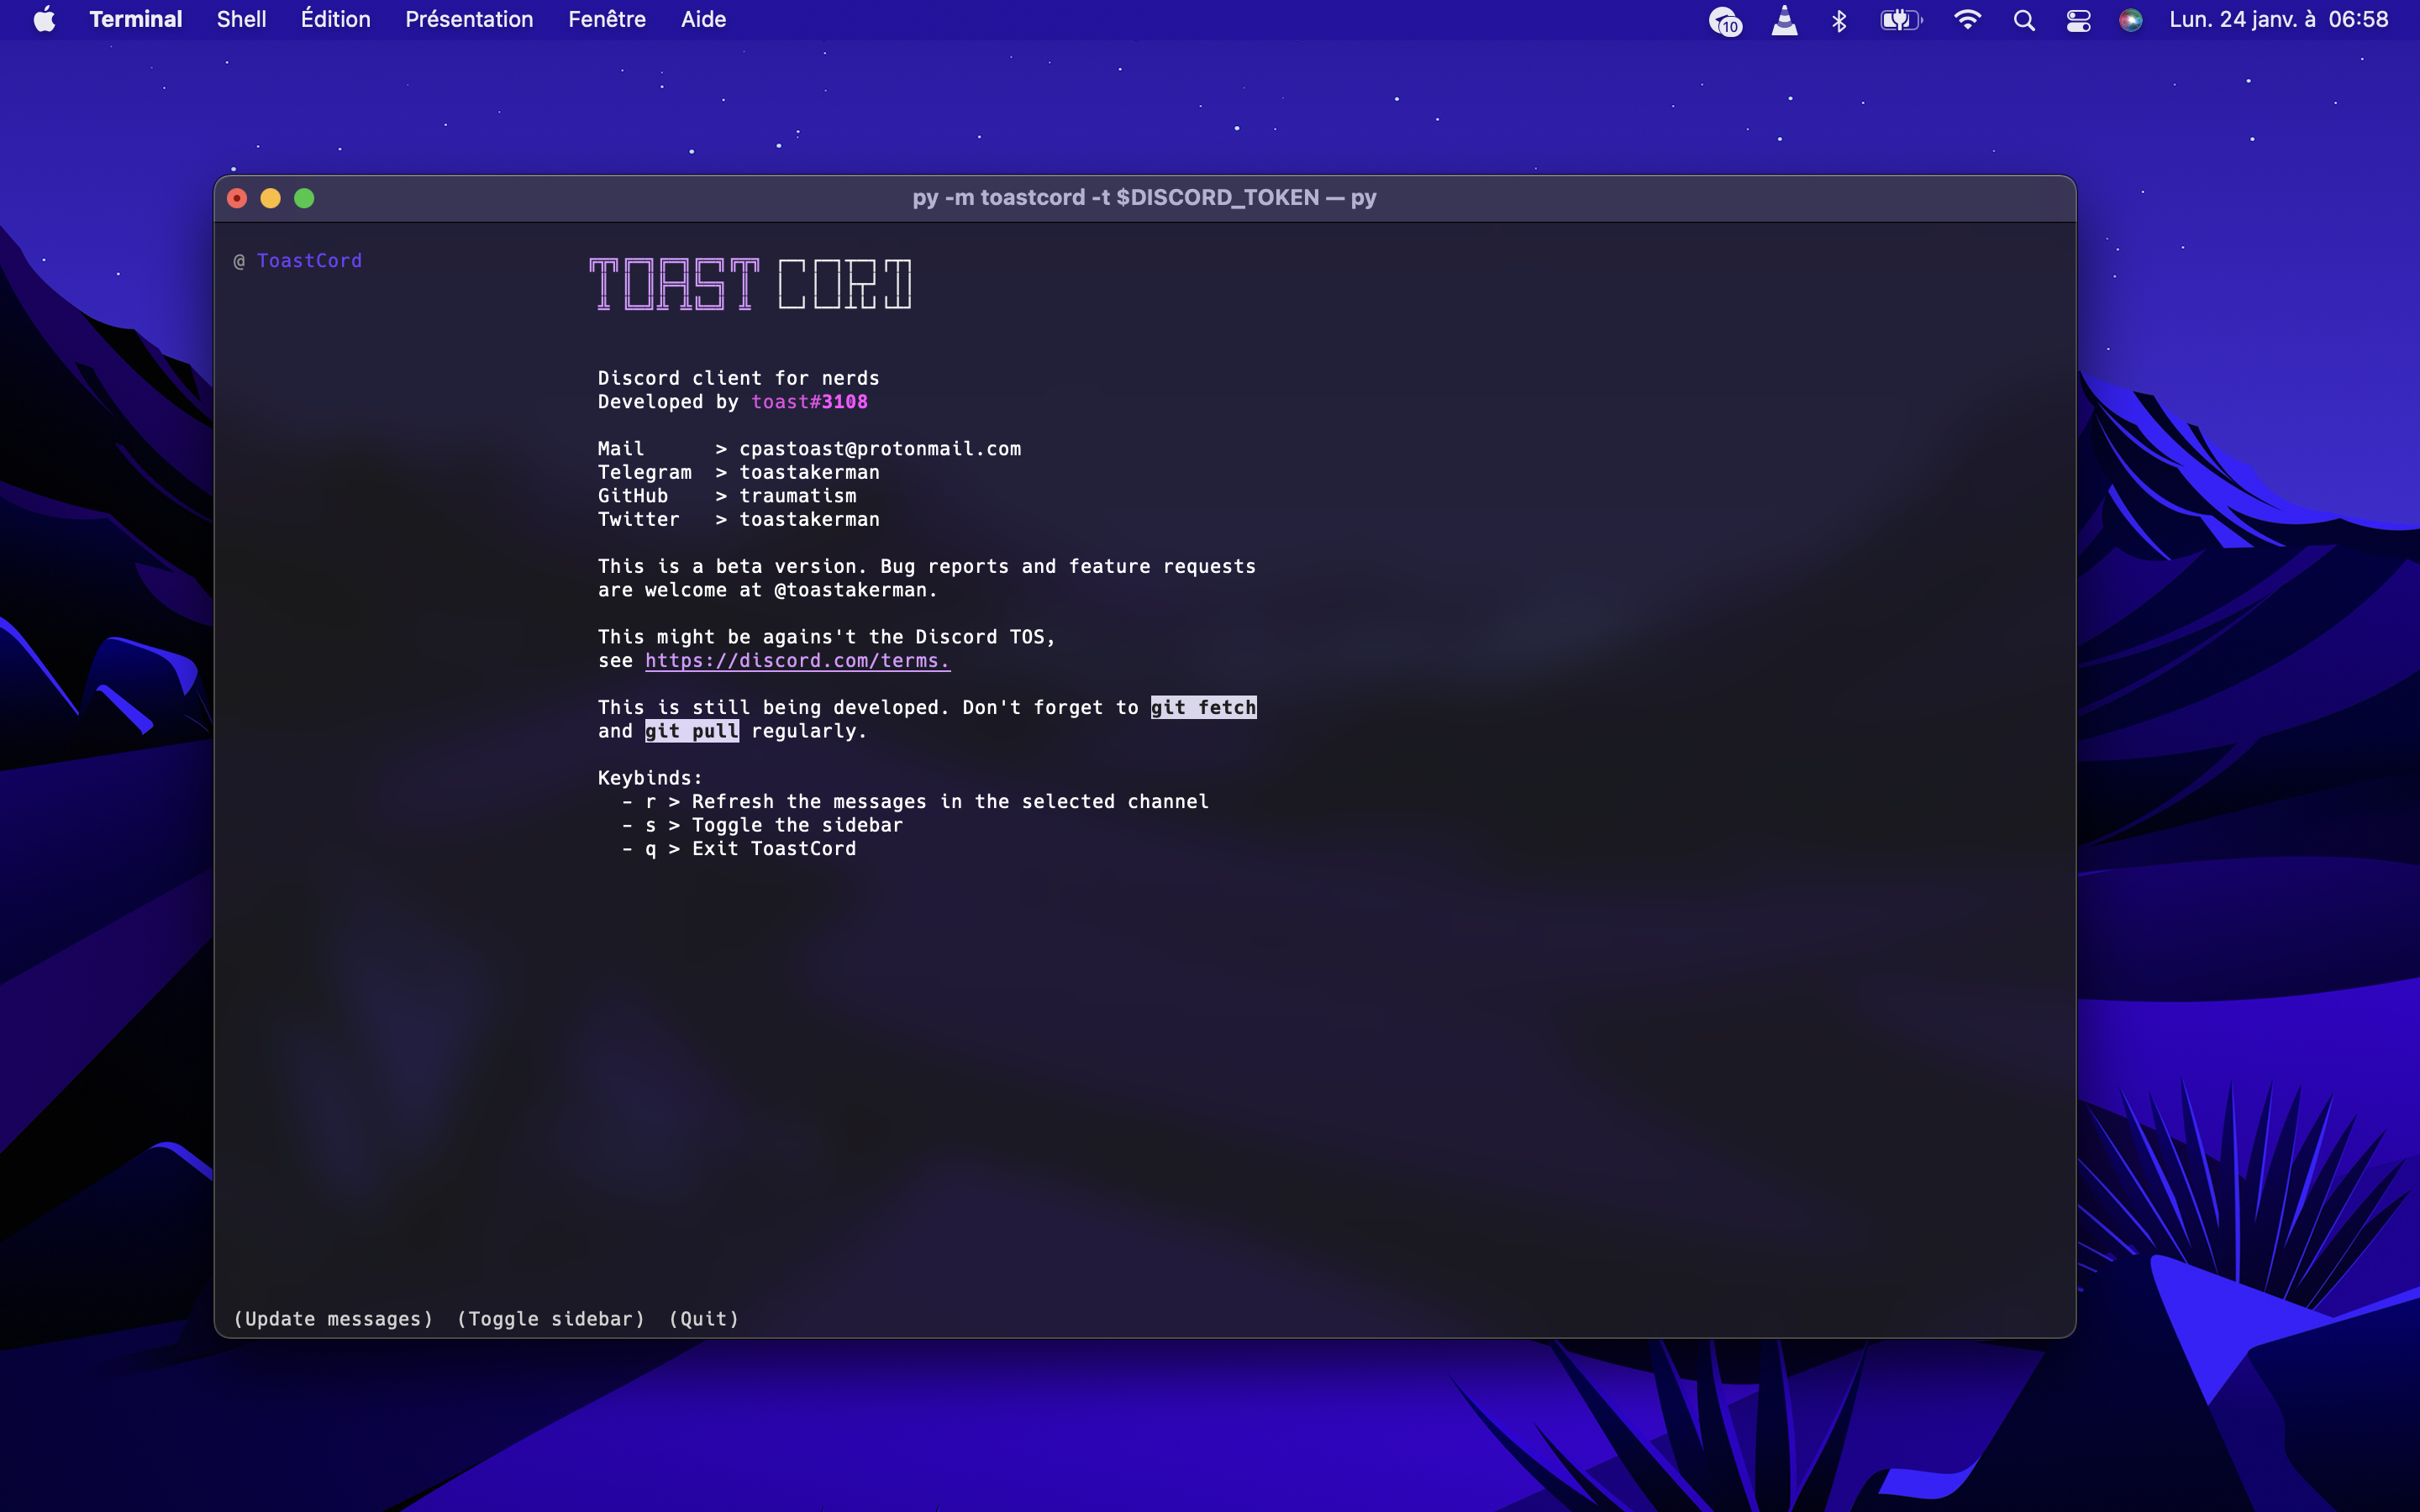 Terminal Shell Édition Présentation Fenêtre Aide 10 Lun. 24 janv. à 06:58
py -m toastcord -t $DISCORD_TOKEN — py
@ ToastCord
TOAST CORD
Discord client for nerds
Developed by toast#3108
Mail > cpastoast@protonmail.com
Telegram > toastakerman
GitHub > traumatism
Twitter > toastakerman
This is a beta version. Bug reports and feature requests
are welcome at @toastakerman.
This might be agains't the Discord TOS,
see https://discord.com/terms.
This is still being developed. Don't forget to git fetch
and git pull regularly.
Keybinds:
- r > Refresh the messages in the selected channel
- s > Toggle the sidebar
- q > Exit ToastCord
(Update messages) (Toggle sidebar) (Quit)